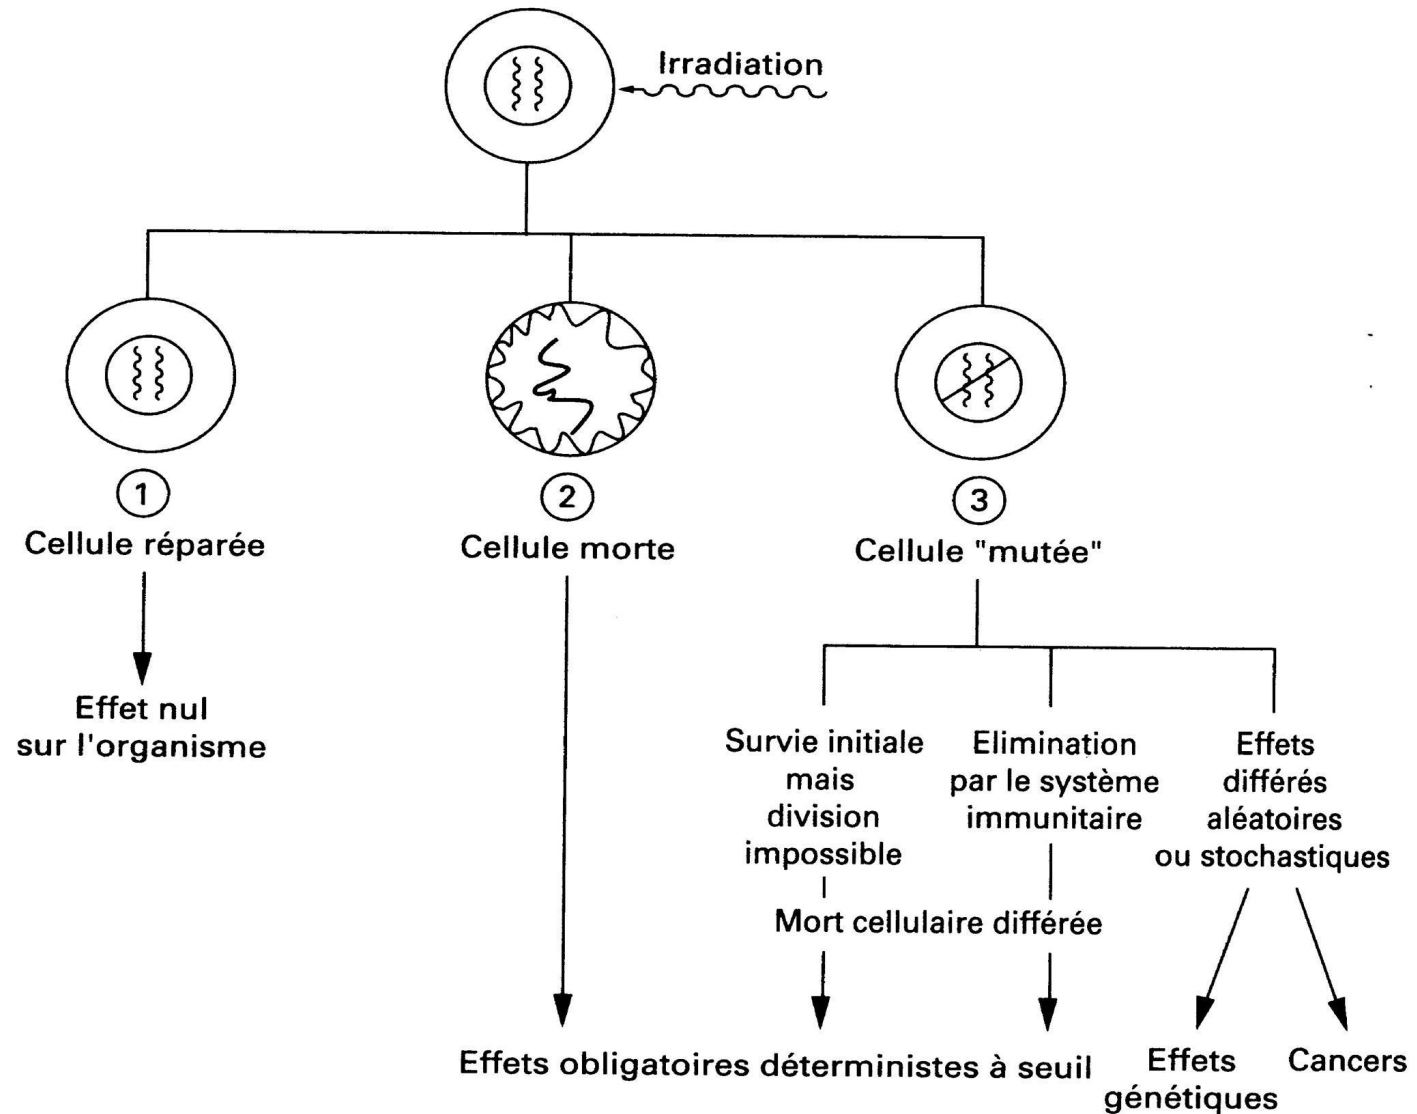 Irradiation
1
Cellule réparée
Effet nul
sur l'organisme
2
Cellule morte
3
Cellule "mutée"
Survie initiale
mais
division
impossible
Elimination
par le système
immunitaire
Effets
différés
aléatoires
ou stochastiques
Mort cellulaire différée
Effets obligatoires déterministes à seuil
Effets
génétiques
Cancers